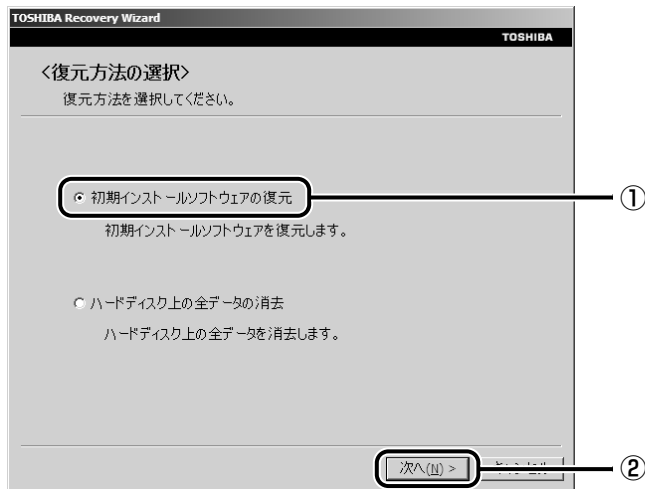 TOSHIBA Recovery Wizard
TOSHIBA
<復元方法の選択>
復元方法を選択してください。
初期インストールソフトウェアの復元
①
初期インストールソフトウェアを復元します。
ハードディスク上の全データの消去
ハードディスク上の全データを消去します。
次へ(N) >
②